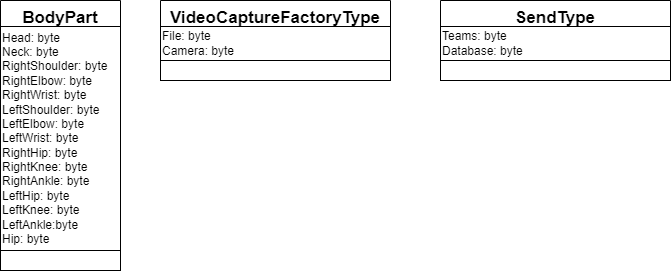 BodyPart
Head: byte
Neck: byte
RightShoulder: byte
RightElbow: byte
RightWrist: byte
LeftShoulder: byte
LeftElbow: byte
LeftWrist: byte
RightHip: byte
RightKnee: byte
RightAnkle: byte
LeftHip: byte
LeftKnee: byte
LeftAnkle:byte
Hip: byte
VideoCaptureFactoryType
File: byte
Camera: byte
SendType
Teams: byte
Database: byte